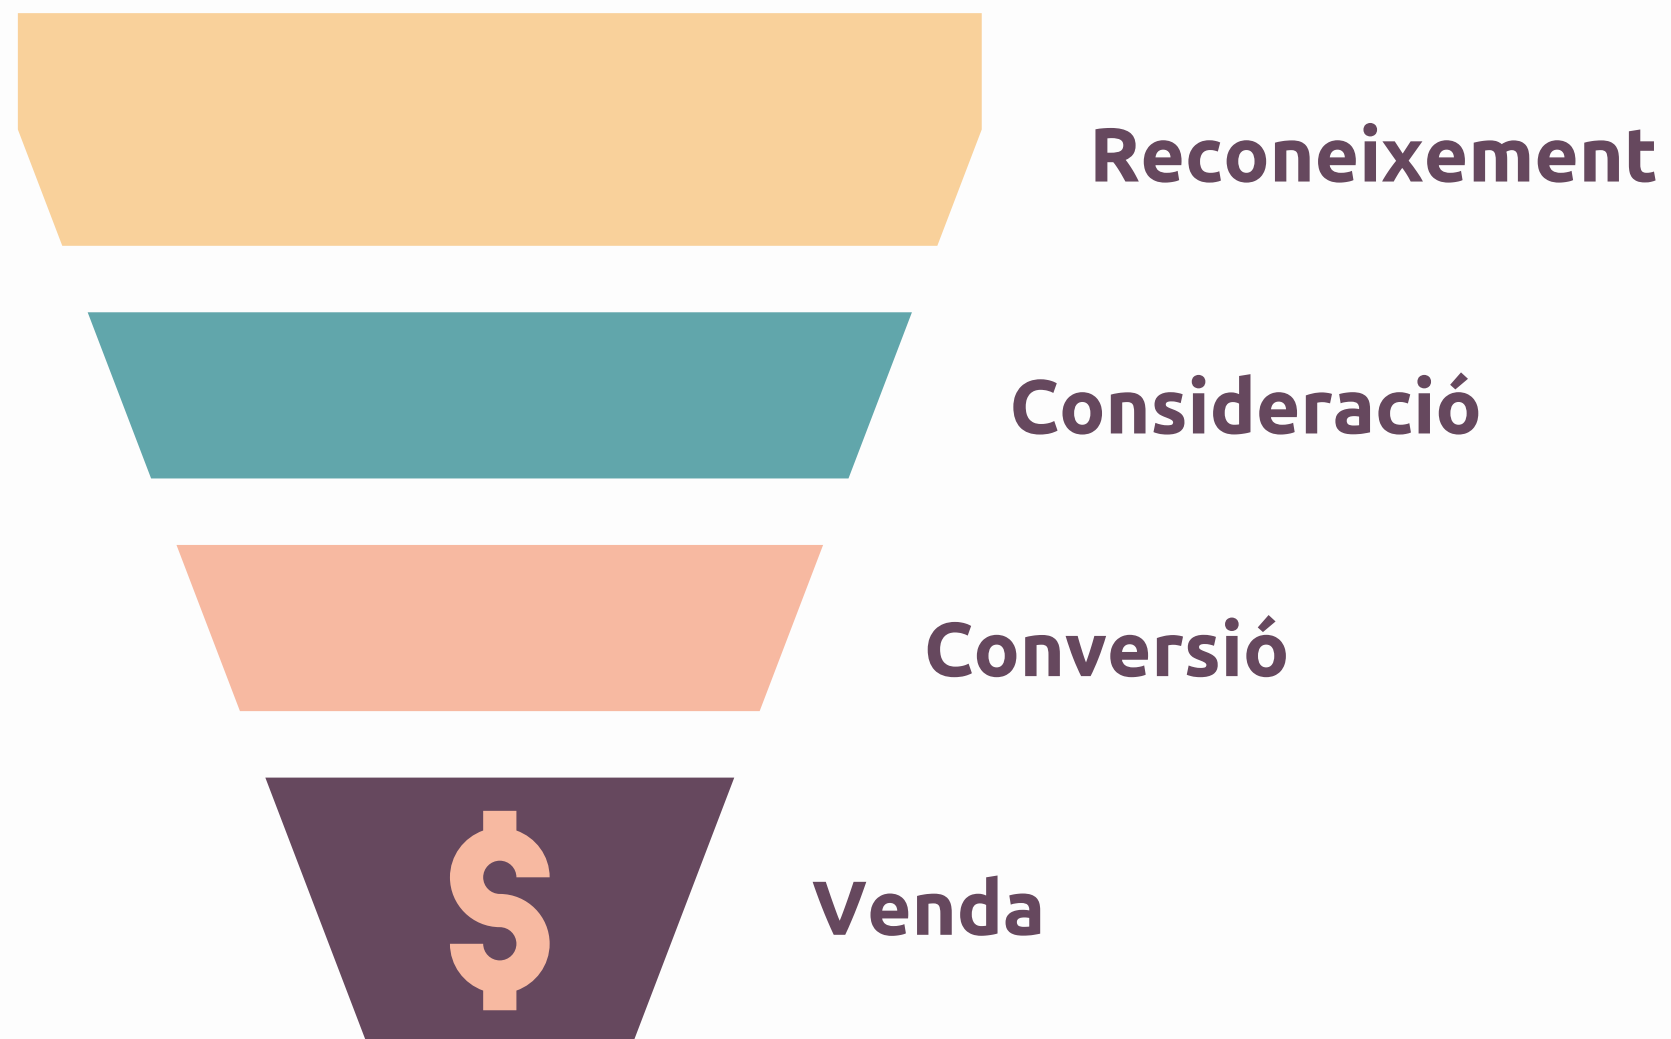 Reconeixement
Consideració
Conversió
$
Venda